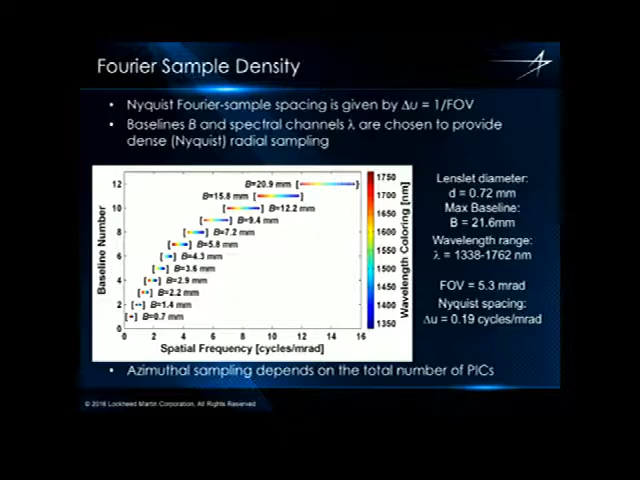 Fourier Sample Density
• Nyquist Fourier-sample spacing is given by Δu = 1/FOV
• Baselines B and spectral channels λ are chosen to provide
dense (Nyquist) radial sampling
Baseline Number
12
10
8
6
4
2
0
B=20.9 mm
B=15.8 mm
B=12.2 mm
B=9.4 mm
B=7.2 mm
B=5.8 mm
B=4.3 mm
B=3.6 mm
B=2.9 mm
B=2.2 mm
B=1.4 mm
B=0.7 mm
0 2 4 6 8 10 12 14 16
Spatial Frequency [cycles/mrad]
1750
1700
1650
1600
1550
1500
1450
1400
1350
Wavelength Coloring [nm]
Lenslet diameter:
d = 0.72 mm
Max Baseline:
B = 21.6mm
Wavelength range:
λ = 1338-1762 nm
FOV = 5.3 mrad
Nyquist spacing:
Δu = 0.19 cycles/mrad
• Azimuthal sampling depends on the total number of PICs
© 2016 Lockheed Martin Corporation, All Rights Reserved